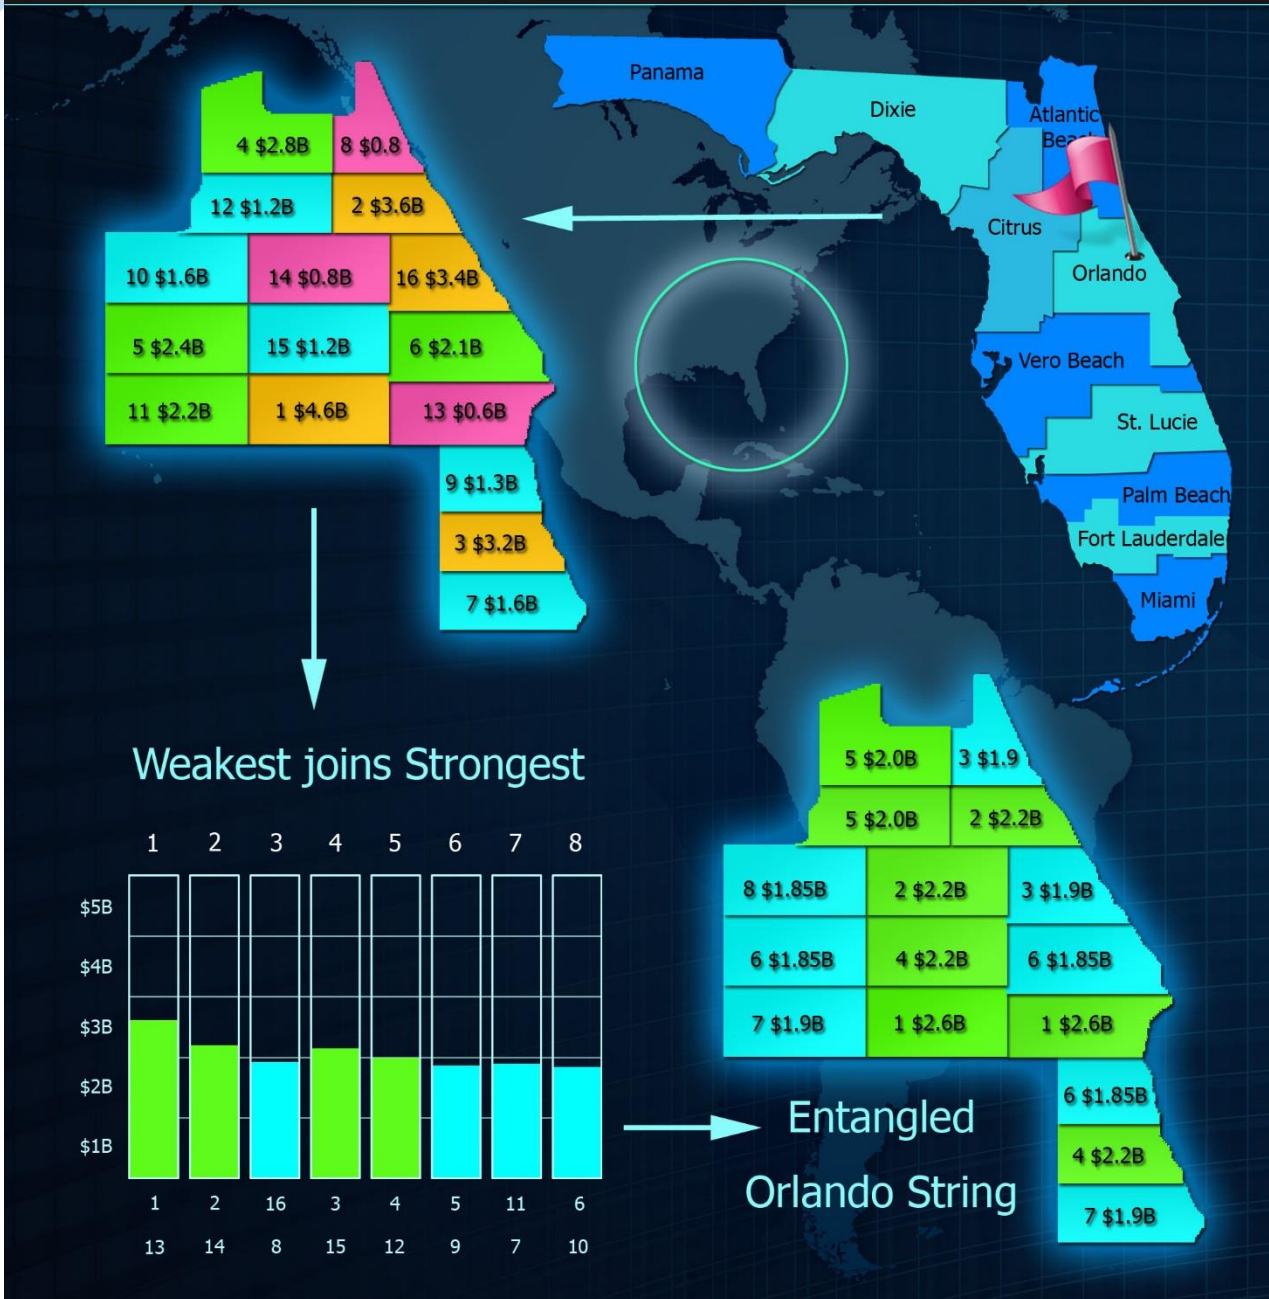 Panama
Dixie
Atlantic
Beach
Citrus
Orlando
Vero Beach
St. Lucie
Palm Beach
Fort Lauderdale
Miami
4 $2.8B
8 $0.8
12 $1.2B
2 $3.6B
10 $1.6B
14 $0.8B
16 $3.4B
5 $2.4B
15 $1.2B
6 $2.1B
11 $2.2B
1 $4.6B
13 $0.6B
9 $1.3B
3 $3.2B
7 $1.6B
Weakest joins Strongest
1 2 3 4 5 6 7 8
$5B
$4B
$3B
$2B
$1B
1 2 16 3 4 5 11 6
13 14 8 15 12 9 7 10
5 $2.0B
3 $1.9
5 $2.0B
2 $2.2B
8 $1.85B
2 $2.2B
3 $1.9B
6 $1.85B
4 $2.2B
6 $1.85B
7 $1.9B
1 $2.6B
1 $2.6B
6 $1.85B
4 $2.2B
7 $1.9B
Entangled
Orlando String